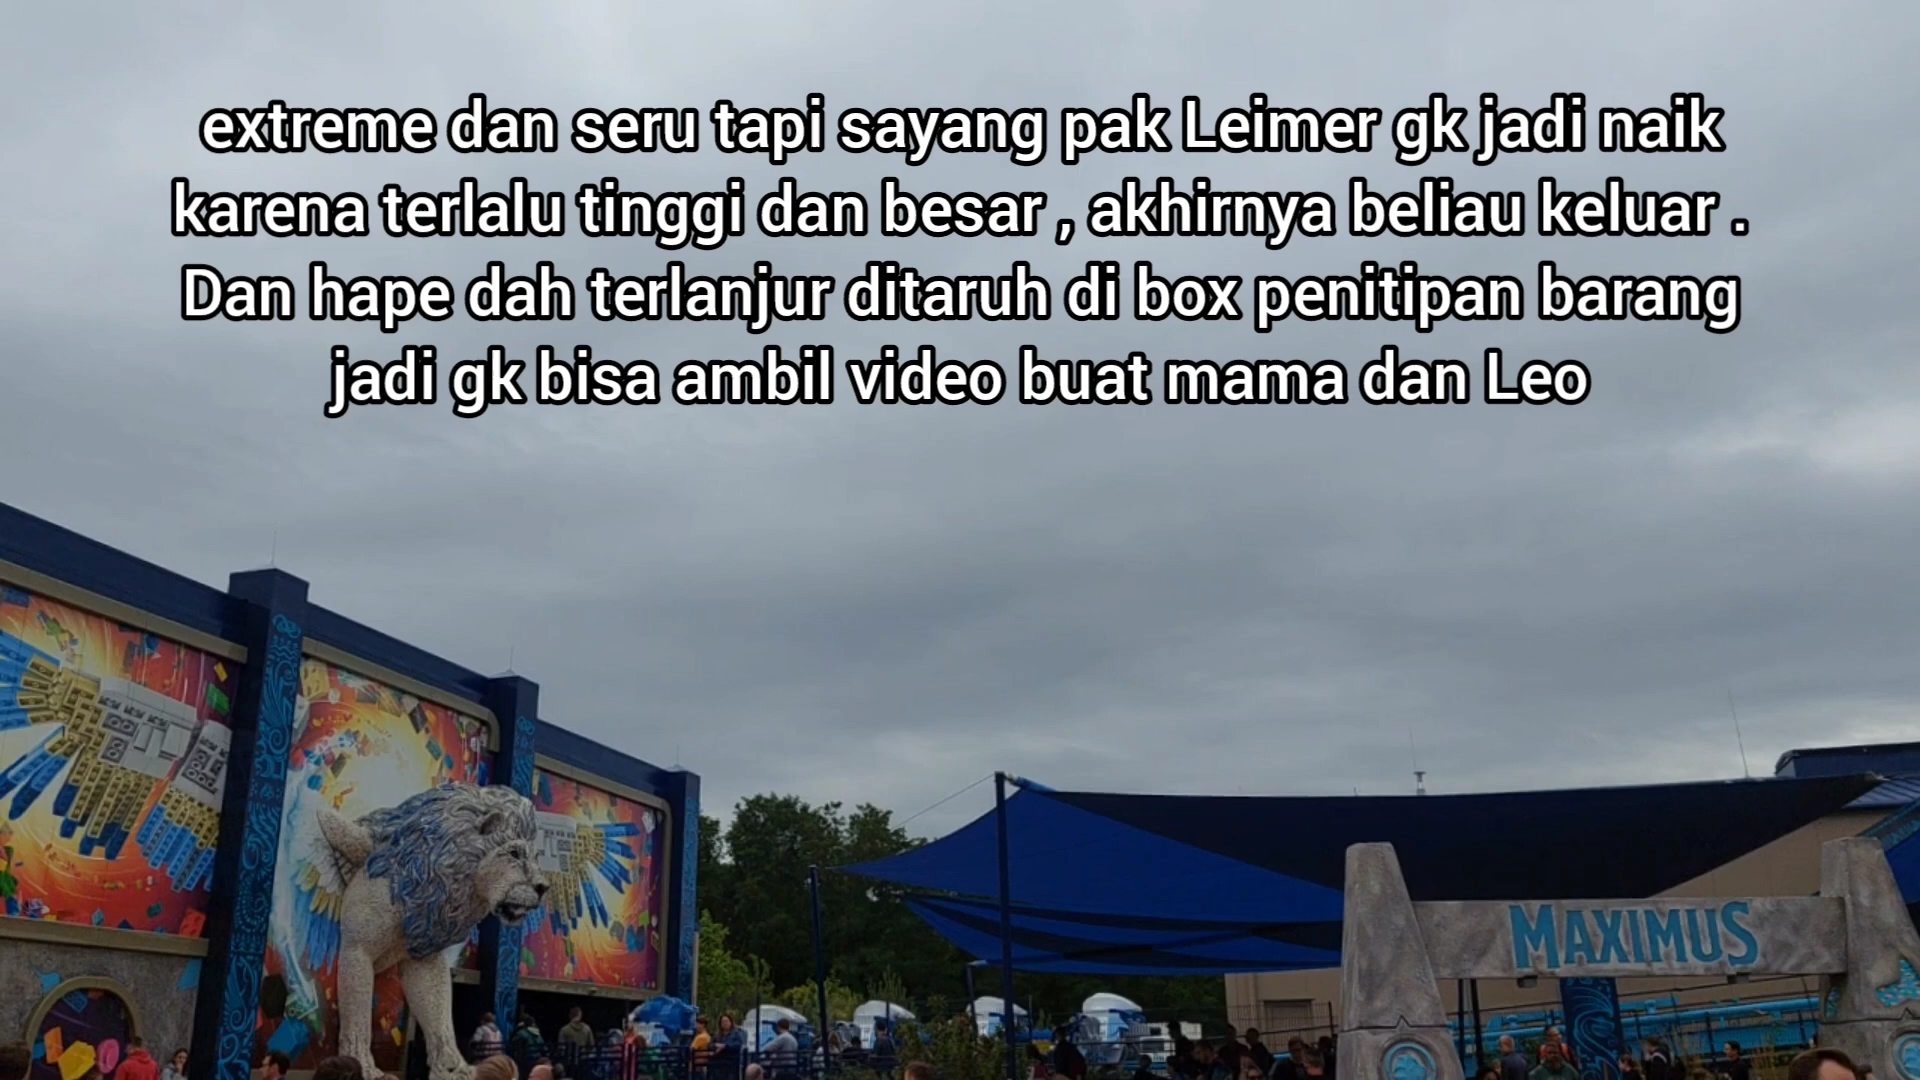 extreme dan seru tapi sayang pak Leimer gk jadi naik
karena terlalu tinggi dan besar , akhirnya beliau keluar .
Dan hape dah terlanjur ditaruh di box penitipan barang
jadi gk bisa ambil video buat mama dan Leo
MAXIMUS